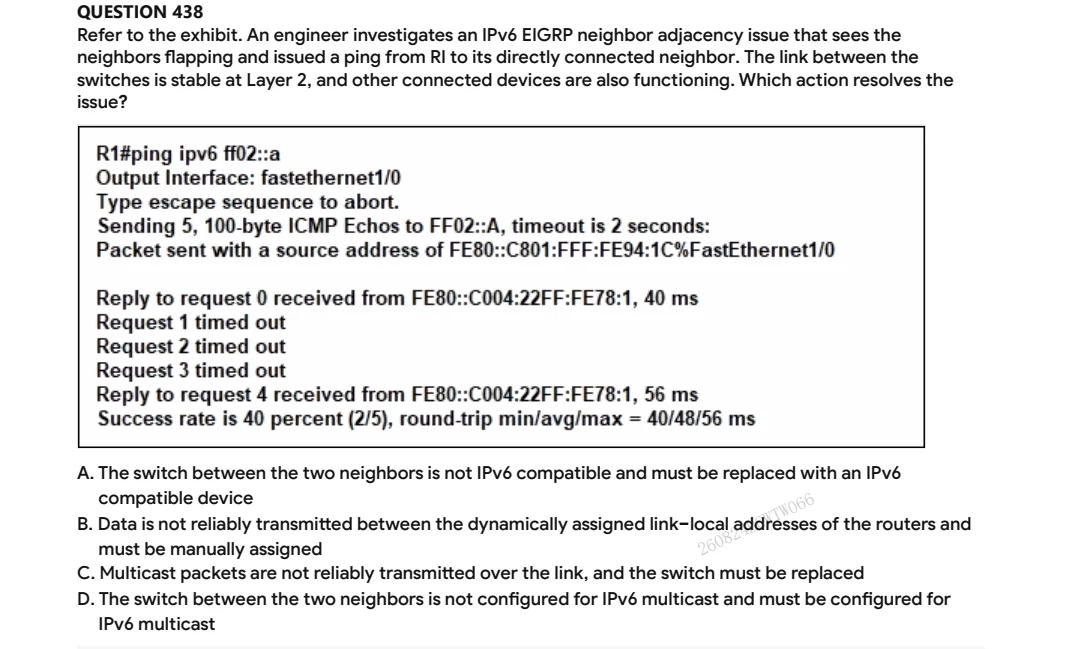 QUESTION 438
Refer to the exhibit. An engineer investigates an IPv6 EIGRP neighbor adjacency issue that sees the
neighbors flapping and issued a ping from RI to its directly connected neighbor. The link between the
switches is stable at Layer 2, and other connected devices are also functioning. Which action resolves the
issue?
R1#ping ipv6 ff02::a
Output Interface: fastethernet1/0
Type escape sequence to abort.
Sending 5, 100-byte ICMP Echos to FF02::A, timeout is 2 seconds:
Packet sent with a source address of FE80::C801:FFF:FE94:1C%FastEthernet1/0
Reply to request 0 received from FE80::C004:22FF:FE78:1, 40 ms
Request 1 timed out
Request 2 timed out
Request 3 timed out
Reply to request 4 received from FE80::C004:22FF:FE78:1, 56 ms
Success rate is 40 percent (2/5), round-trip min/avg/max = 40/48/56 ms
A. The switch between the two neighbors is not IPv6 compatible and must be replaced with an IPv6
compatible device
B. Data is not reliably transmitted between the dynamically assigned link-local addresses of the routers and
must be manually assigned
C. Multicast packets are not reliably transmitted over the link, and the switch must be replaced
D. The switch between the two neighbors is not configured for IPv6 multicast and must be configured for
IPv6 multicast